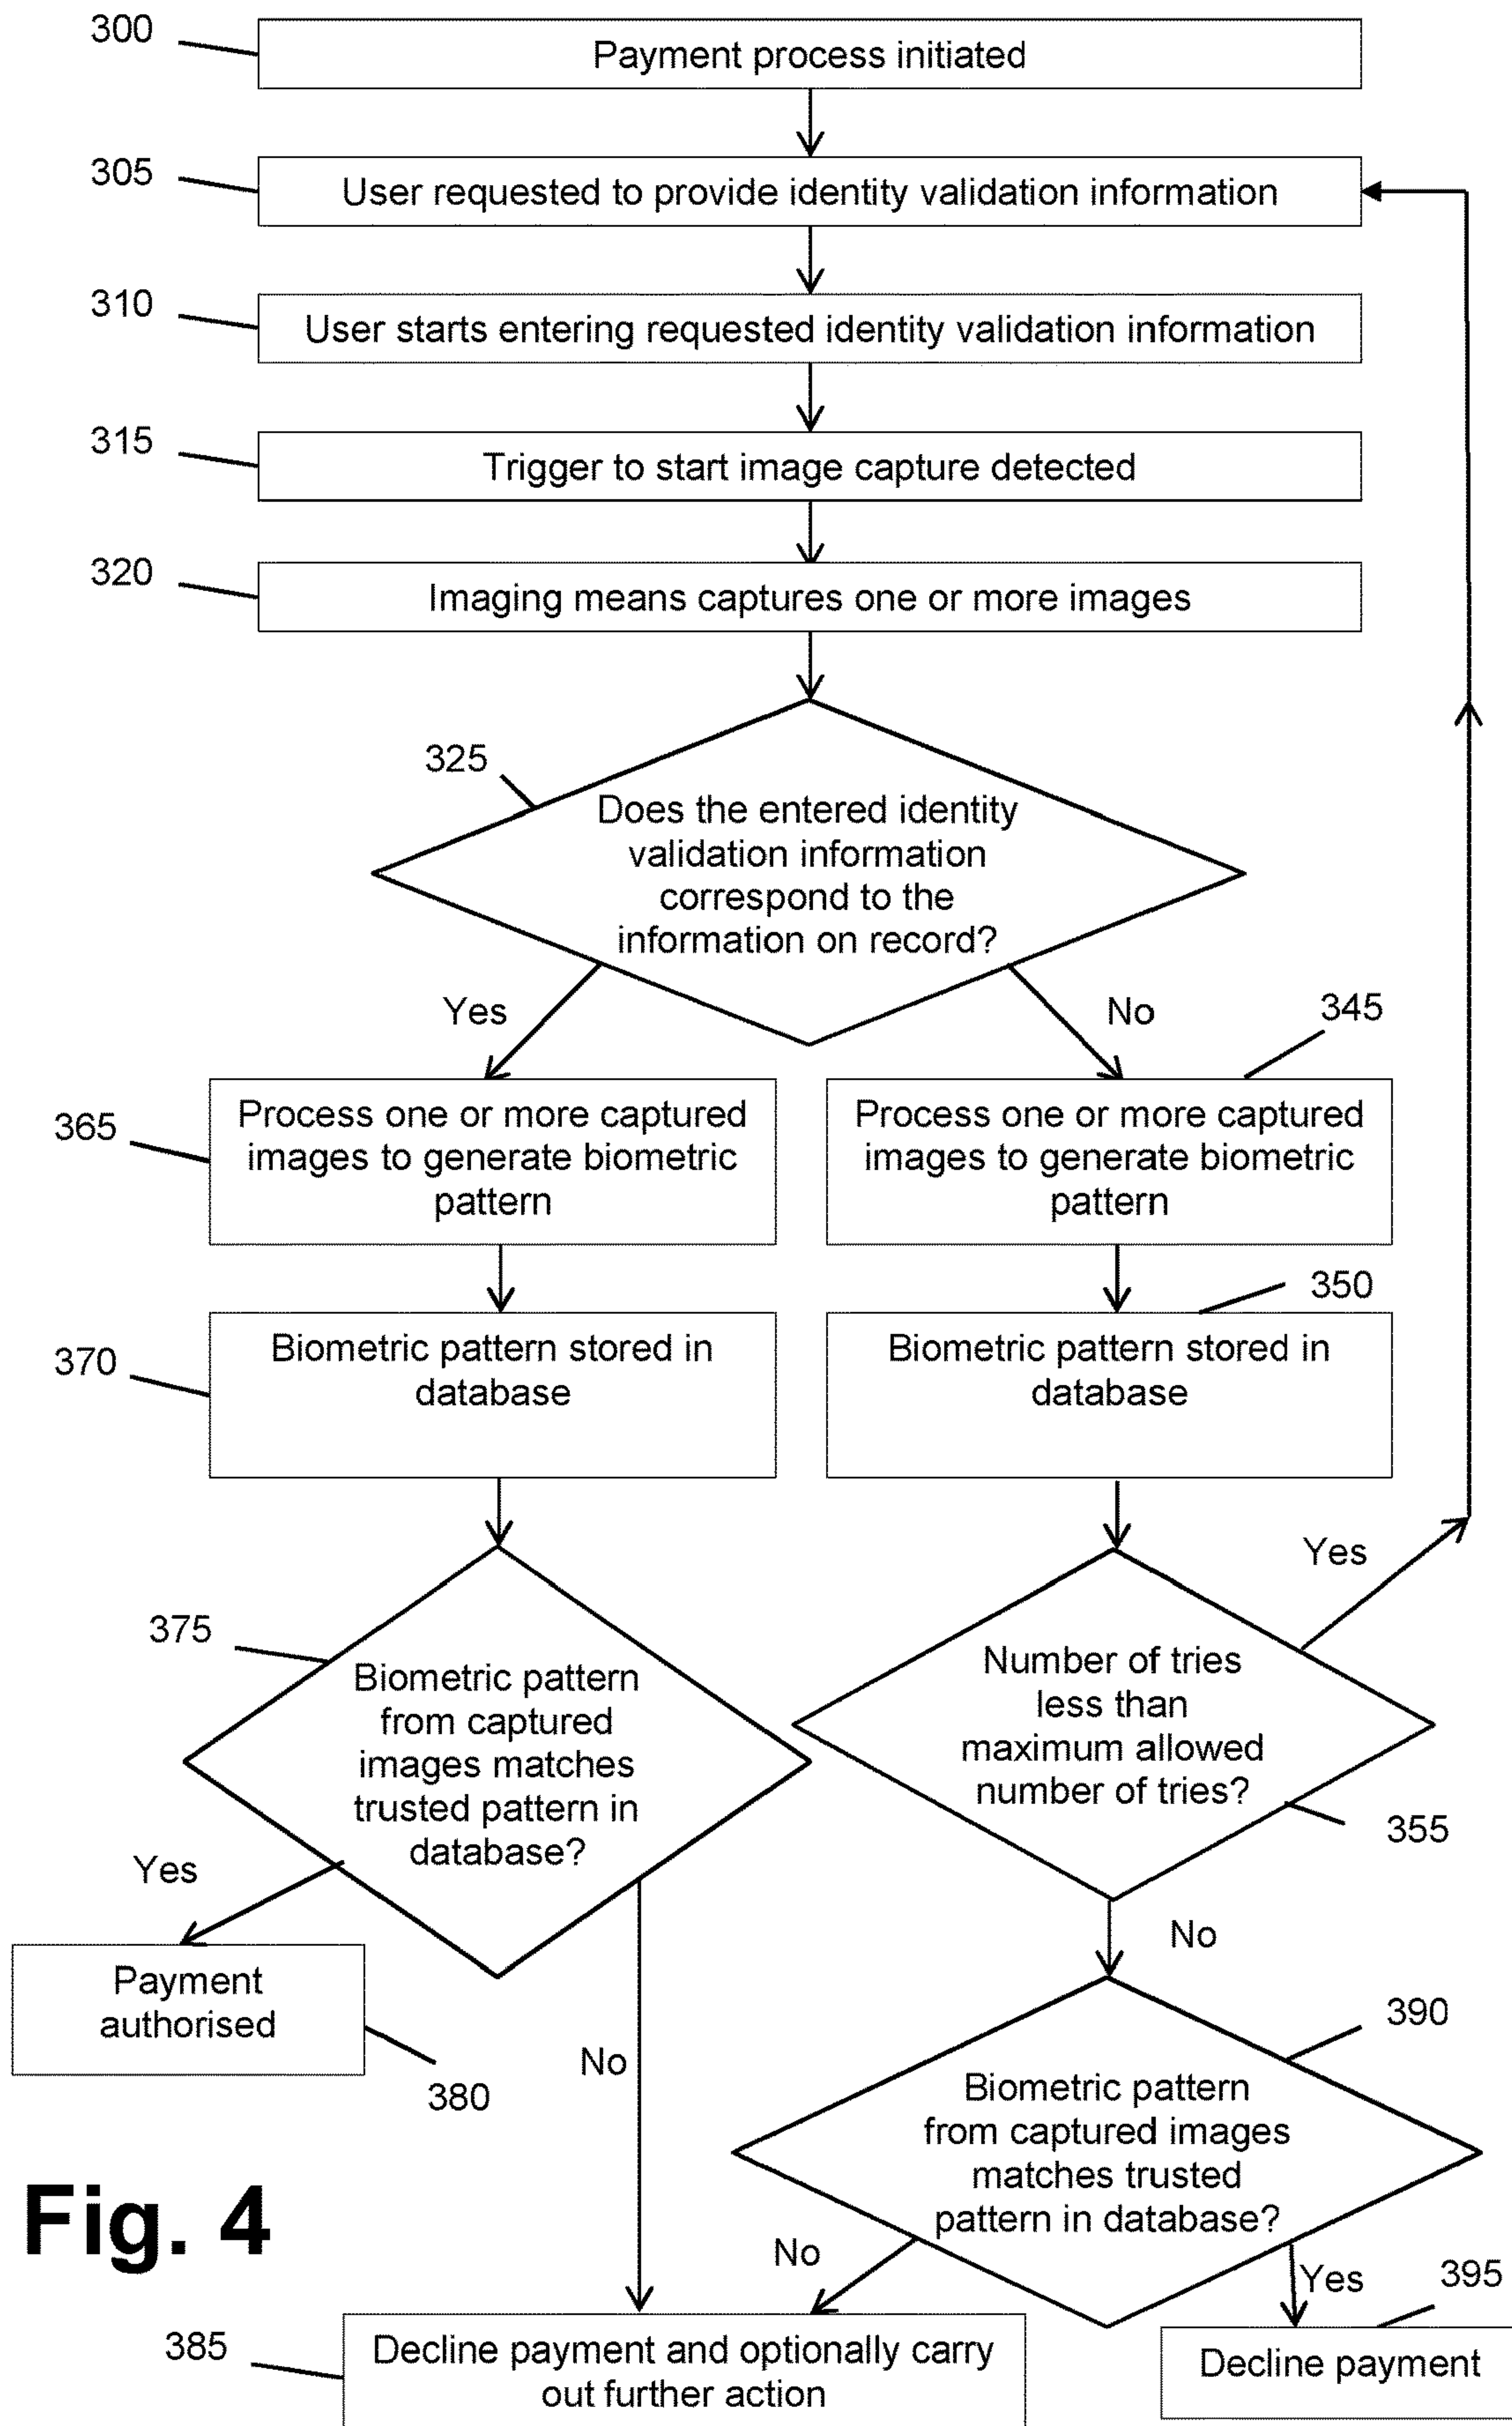 300
Payment process initiated
305
User requested to provide identity validation information
310
User starts entering requested identity validation information
315
Trigger to start image capture detected
320
Imaging means captures one or more images
325
Does the entered identity
validation information
correspond to the
information on record?
Yes
No
345
365
Process one or more captured
images to generate biometric
pattern
Process one or more captured
images to generate biometric
pattern
350
370
Biometric pattern stored in
database
Biometric pattern stored in
database
Yes
375
Biometric pattern
from captured
images matches
trusted pattern in
database?
Number of tries
less than
maximum allowed
number of tries?
355
Yes
No
Payment
authorised
380
No
390
Biometric pattern
from captured images
matches trusted
pattern in database?
Fig. 4
No
Yes
395
385
Decline payment and optionally carry
out further action
Decline payment